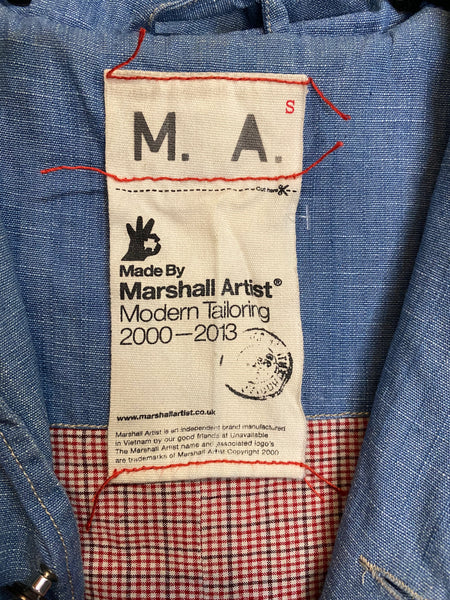 S
M. A.
Cut here
Made By
Marshall Artist®
Modern Tailoring
2000—2013
www.marshallartist.co.uk
Marshall Artist is an independent brand manufactured
in Vietnam by our good friends at Unavailable
The Marshall Artist name and associated logo's
are trademarks of Marshall Artist Copyright 2000